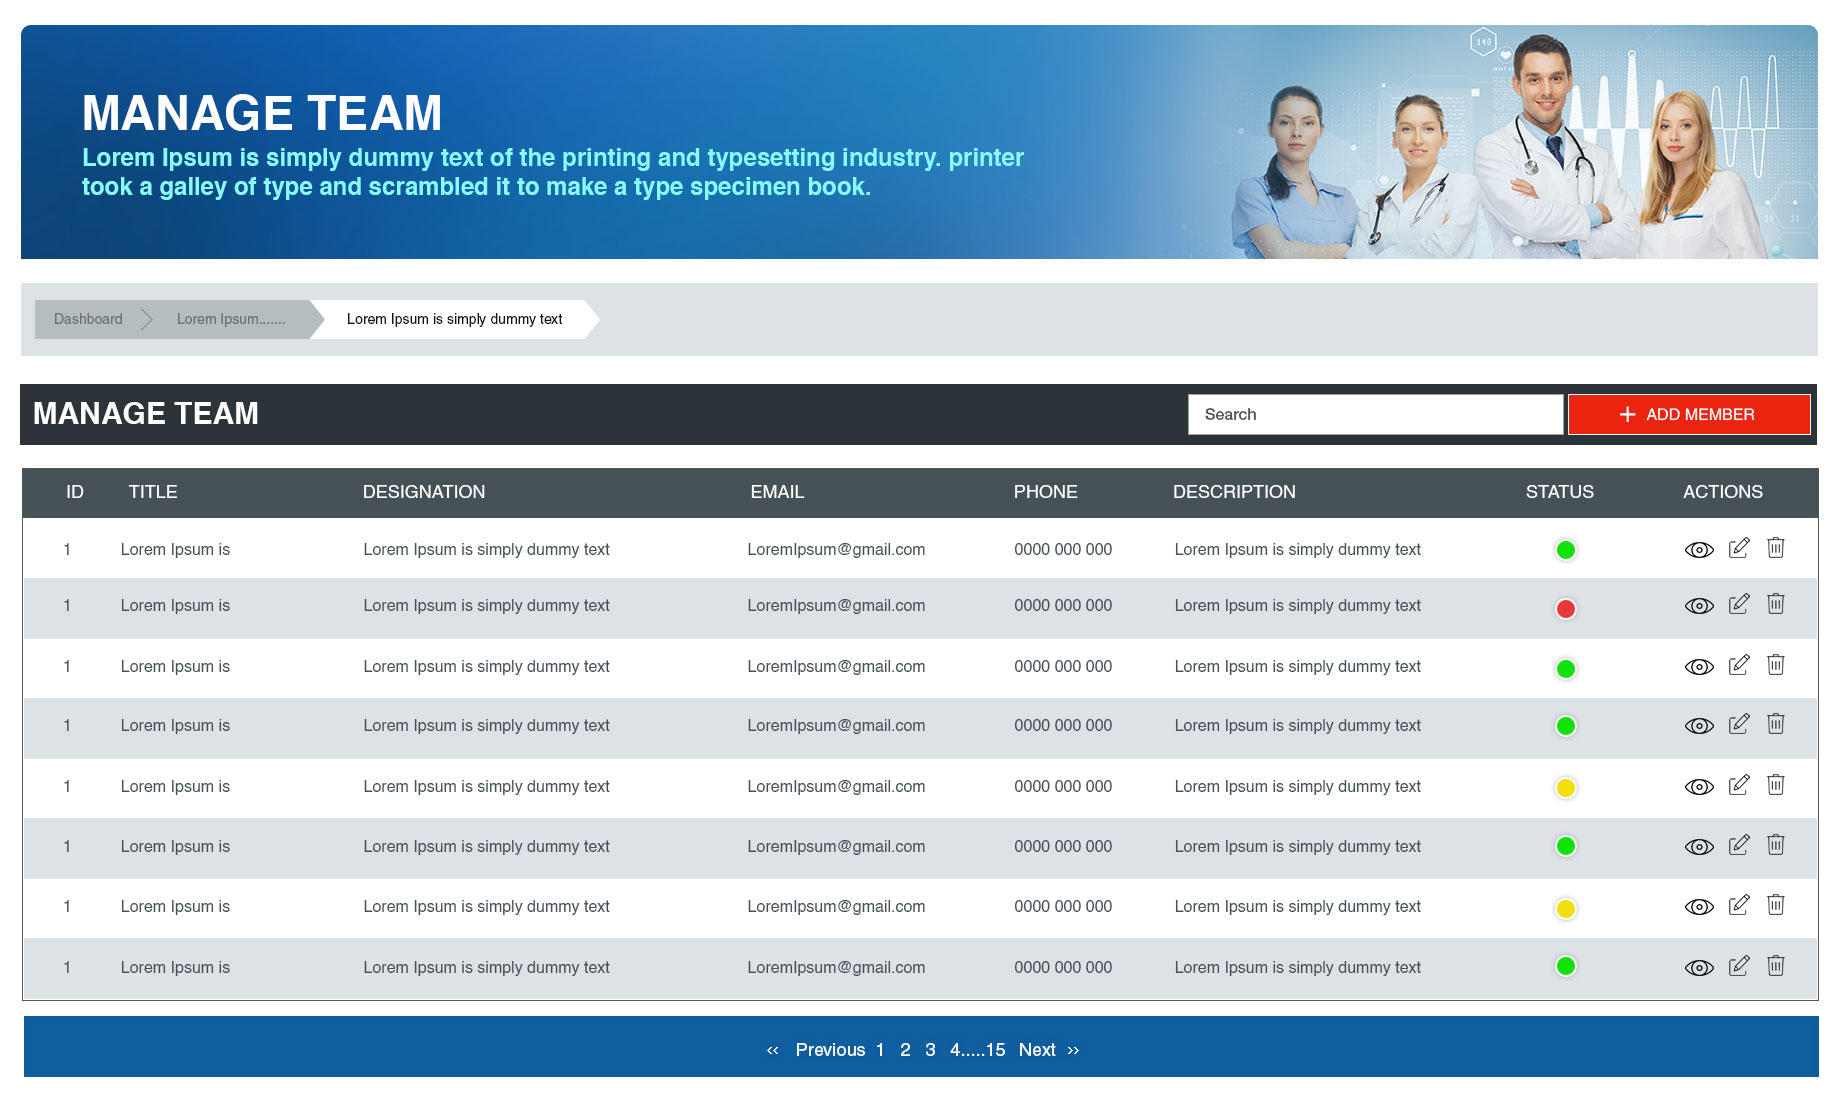 140
MANAGE TEAM
Lorem Ipsum is simply dummy text of the printing and typesetting industry. printer
took a galley of type and scrambled it to make a type specimen book.
10 11
Dashboard Lorem Ipsum....... Lorem Ipsum is simply dummy text
MANAGE TEAM Search + ADD MEMBER
ID TITLE DESIGNATION EMAIL PHONE DESCRIPTION STATUS ACTIONS
1 Lorem Ipsum is Lorem Ipsum is simply dummy text LoremIpsum@gmail.com 0000 000 000 Lorem Ipsum is simply dummy text
1 Lorem Ipsum is Lorem Ipsum is simply dummy text LoremIpsum@gmail.com 0000 000 000 Lorem Ipsum is simply dummy text
1 Lorem Ipsum is Lorem Ipsum is simply dummy text LoremIpsum@gmail.com 0000 000 000 Lorem Ipsum is simply dummy text
1 Lorem Ipsum is Lorem Ipsum is simply dummy text LoremIpsum@gmail.com 0000 000 000 Lorem Ipsum is simply dummy text
1 Lorem Ipsum is Lorem Ipsum is simply dummy text LoremIpsum@gmail.com 0000 000 000 Lorem Ipsum is simply dummy text
1 Lorem Ipsum is Lorem Ipsum is simply dummy text LoremIpsum@gmail.com 0000 000 000 Lorem Ipsum is simply dummy text
1 Lorem Ipsum is Lorem Ipsum is simply dummy text LoremIpsum@gmail.com 0000 000 000 Lorem Ipsum is simply dummy text
1 Lorem Ipsum is Lorem Ipsum is simply dummy text LoremIpsum@gmail.com 0000 000 000 Lorem Ipsum is simply dummy text
‹‹ Previous 1 2 3 4.....15 Next ››